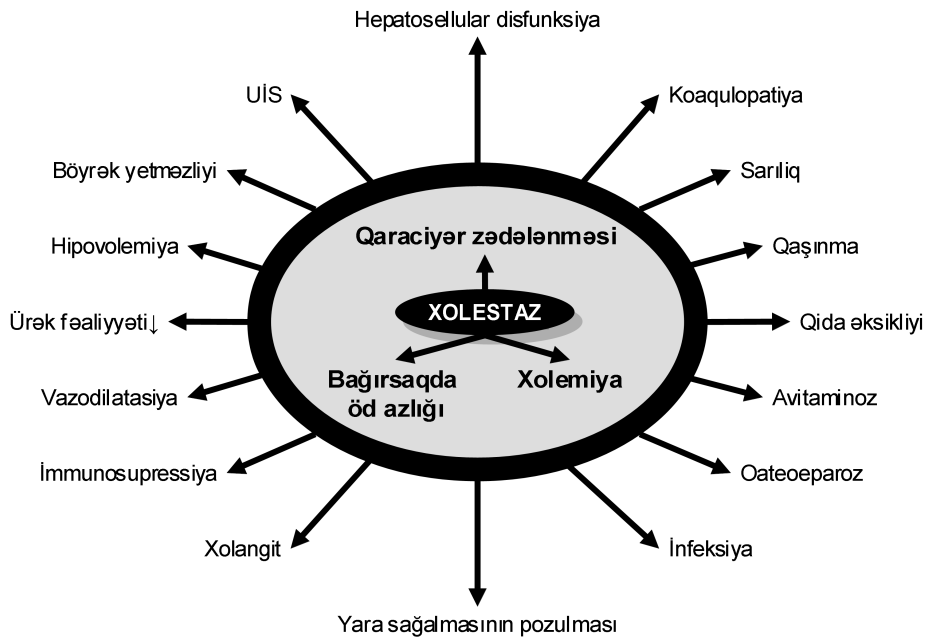 Hepatosellular disfunksiya
UİS
Koaqulopatiya
Böyrək yetməzliyi
Sarıliq
Qaraciyər zədələnməsi
Hipovolemiya
Qaşınma
XOLESTAZ
Ürək fəaliyyəti↓
Qida əksikliyi
Bağırsaqda
öd azlığı
Xolemiya
Vazodilatasiya
Avitaminoz
İmmunosupressiya
Oateoeparoz
Xolangit
İnfeksiya
Yara sağalmasının pozulması